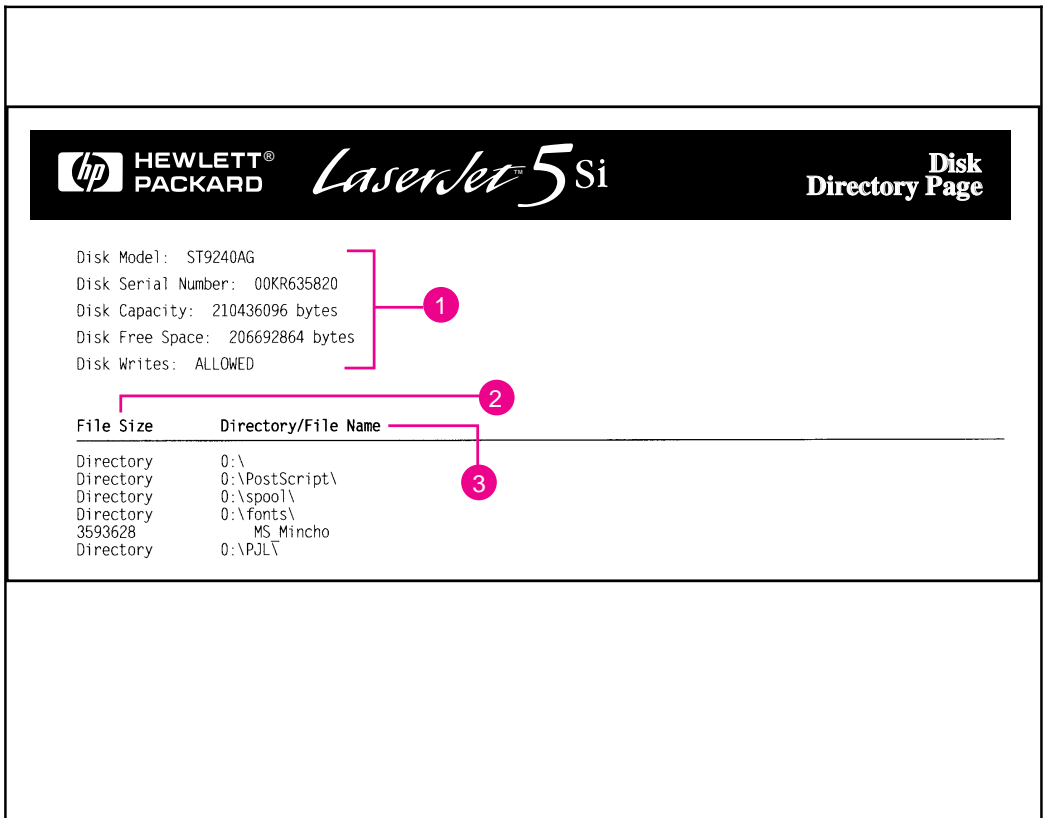 hp HEWLETT® PACKARD LaserJet™ 5Si Disk Directory Page
Disk Model: ST9240AG
Disk Serial Number: 00KR635820
Disk Capacity: 210436096 bytes
1
Disk Free Space: 206692864 bytes
Disk Writes: ALLOWED
2
File Size Directory/File Name
3
Directory 0:\
Directory 0:\PostScript\
Directory 0:\spool\
Directory 0:\fonts\
3593628 MS_Mincho
Directory 0:\PJL\